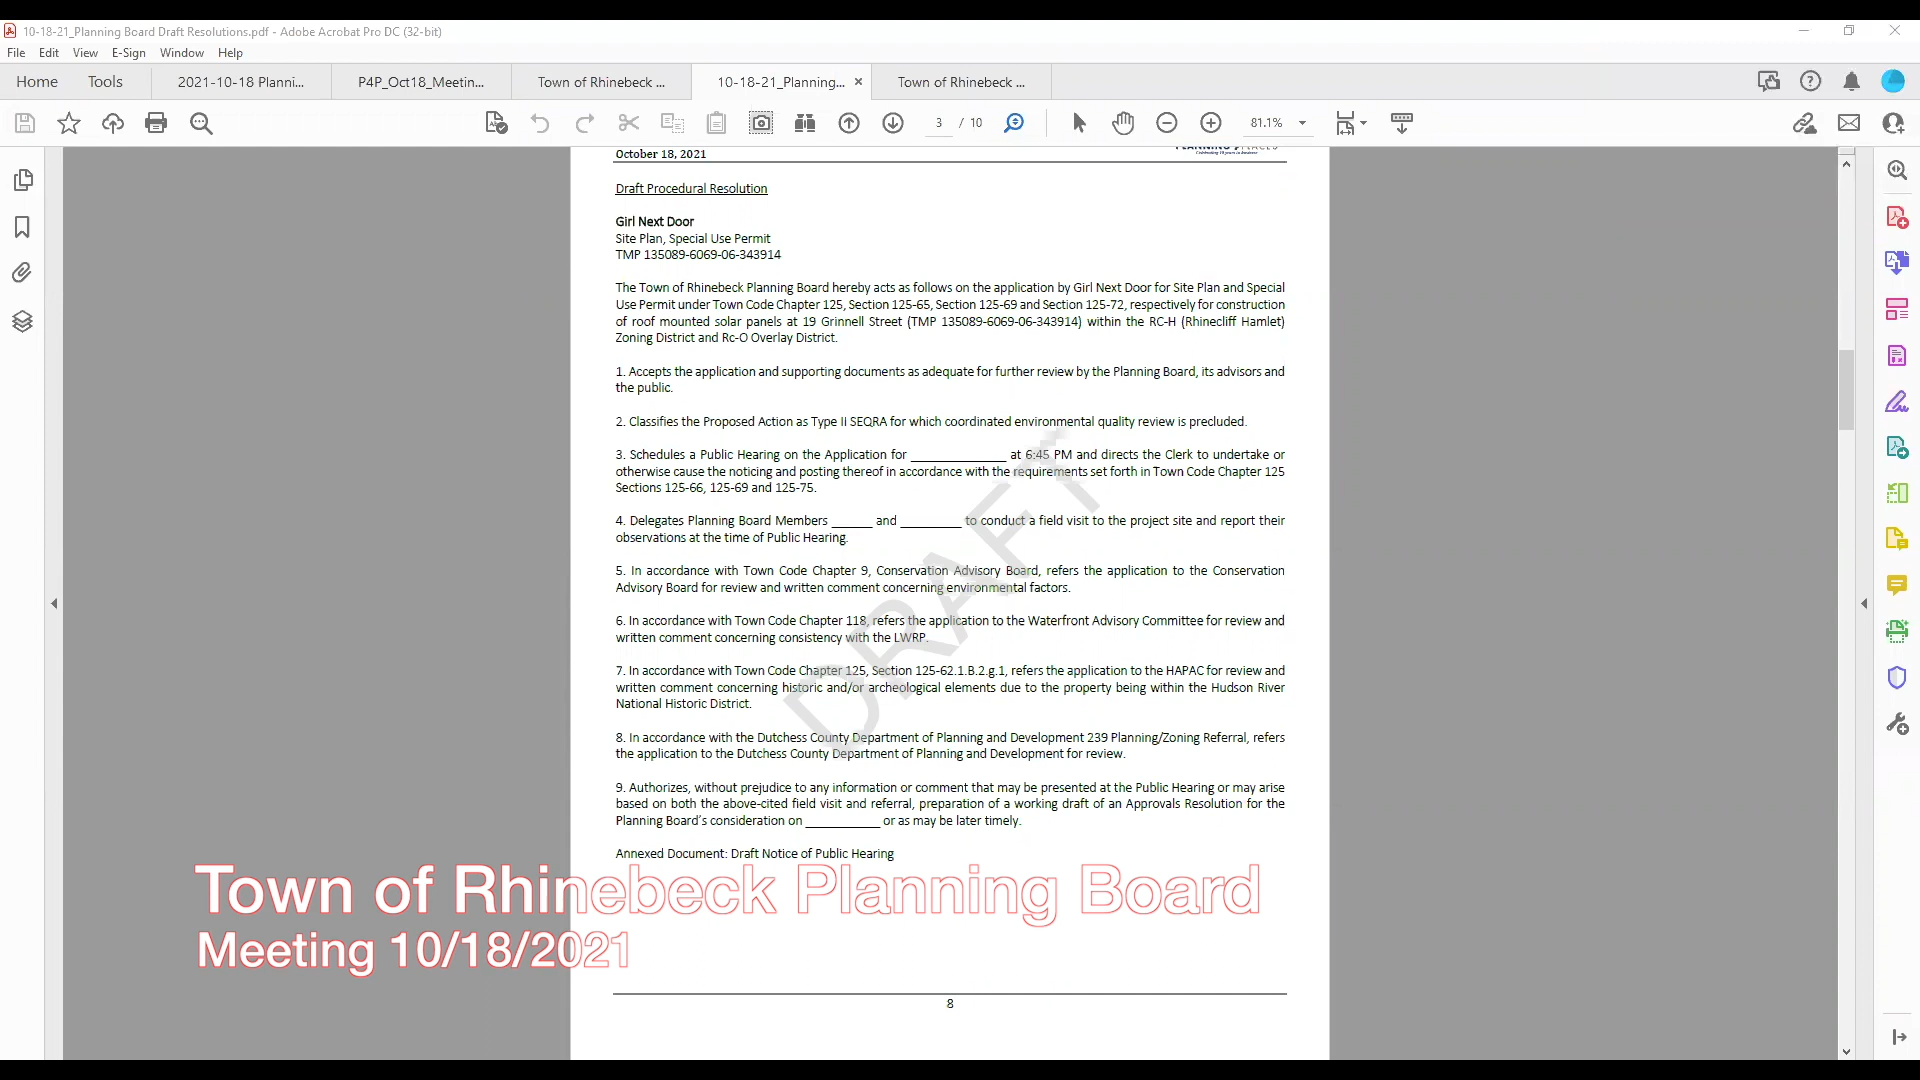 10-18-21_Planning Board Draft Resolutions.pdf - Adobe Acrobat Pro DC (32-bit)
File Edit View E-Sign Window Help
Home Tools 2021-10-18 Planni... P4P_Oct18_Meetin... Town of Rhinebeck ... 10-18-21_Planning... Town of Rhinebeck ...
3 / 10 81.1%
October 18, 2021
Draft Procedural Resolution
Girl Next Door
Site Plan, Special Use Permit
TMP 135089-6069-06-343914
The Town of Rhinebeck Planning Board hereby acts as follows on the application by Girl Next Door for Site Plan and Special
Use Permit under Town Code Chapter 125, Section 125-65, Section 125-69 and Section 125-72, respectively for construction
of roof mounted solar panels at 19 Grinnell Street (TMP 135089-6069-06-343914) within the RC-H (Rhinecliff Hamlet)
Zoning District and Rc-O Overlay District.
1. Accepts the application and supporting documents as adequate for further review by the Planning Board, its advisors and
the public.
2. Classifies the Proposed Action as Type II SEQRA for which coordinated environmental quality review is precluded.
3. Schedules a Public Hearing on the Application for ______________ at 6:45 PM and directs the Clerk to undertake or
otherwise cause the noticing and posting thereof in accordance with the requirements set forth in Town Code Chapter 125
Sections 125-66, 125-69 and 125-75.
4. Delegates Planning Board Members ______ and _________ to conduct a field visit to the project site and report their
observations at the time of Public Hearing.
5. In accordance with Town Code Chapter 9, Conservation Advisory Board, refers the application to the Conservation
Advisory Board for review and written comment concerning environmental factors.
6. In accordance with Town Code Chapter 118, refers the application to the Waterfront Advisory Committee for review and
written comment concerning consistency with the LWRP.
7. In accordance with Town Code Chapter 125, Section 125-62.1.B.2.g.1, refers the application to the HAPAC for review and
written comment concerning historic and/or archeological elements due to the property being within the Hudson River
National Historic District.
8. In accordance with the Dutchess County Department of Planning and Development 239 Planning/Zoning Referral, refers
the application to the Dutchess County Department of Planning and Development for review.
9. Authorizes, without prejudice to any information or comment that may be presented at the Public Hearing or may arise
based on both the above-cited field visit and referral, preparation of a working draft of an Approvals Resolution for the
Planning Board's consideration on ___________ or as may be later timely.
Annexed Document: Draft Notice of Public Hearing
DRAFT
Town of Rhinebeck Planning Board
Meeting 10/18/2021
8